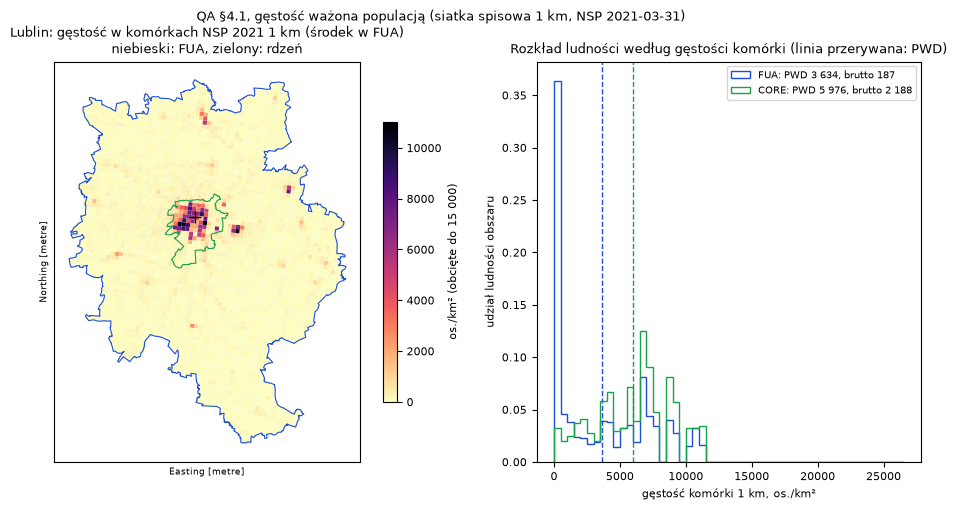 QA §4.1, gęstość ważona populacją (siatka spisowa 1 km, NSP 2021-03-31)
Lublin: gęstość w komórkach NSP 2021 1 km (środek w FUA)
niebieski: FUA, zielony: rdzeń
Northing [metre]
Easting [metre]
10000
8000
6000
4000
2000
0
os./km² (obcięte do 15 000)
Rozkład ludności według gęstości komórki (linia przerywana: PWD)
FUA: PWD 3 634, brutto 187
CORE: PWD 5 976, brutto 2 188
udział ludności obszaru
0.35
0.30
0.25
0.20
0.15
0.10
0.05
0.00
0 5000 10000 15000 20000 25000
gęstość komórki 1 km, os./km²